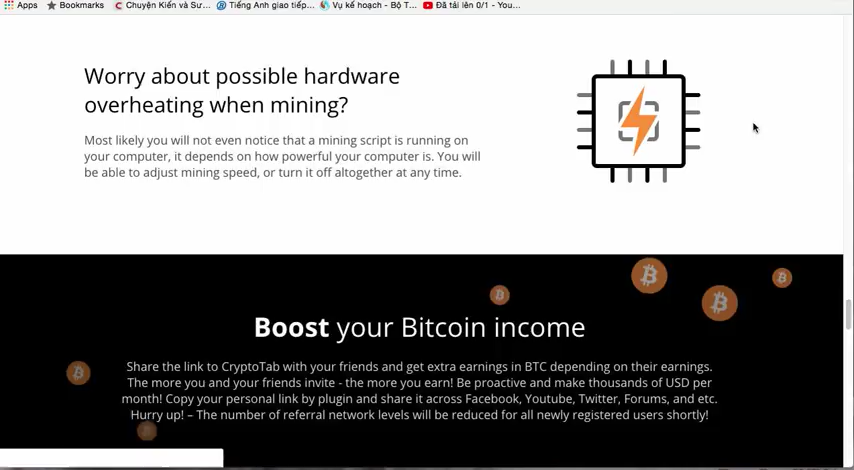 Apps Bookmarks Chuyện Kiến và Sư... Tiếng Anh giao tiếp... Vụ kế hoạch - Bộ T... Đã tải lên 0/1 - You...
Worry about possible hardware
overheating when mining?
Most likely you will not even notice that a mining script is running on
your computer, it depends on how powerful your computer is. You will
be able to adjust mining speed, or turn it off altogether at any time.
Boost your Bitcoin income
Share the link to CryptoTab with your friends and get extra earnings in BTC depending on their earnings.
The more you and your friends invite - the more you earn! Be proactive and make thousands of USD per
month! Copy your personal link by plugin and share it across Facebook, Youtube, Twitter, Forums, and etc.
Hurry up! – The number of referral network levels will be reduced for all newly registered users shortly!